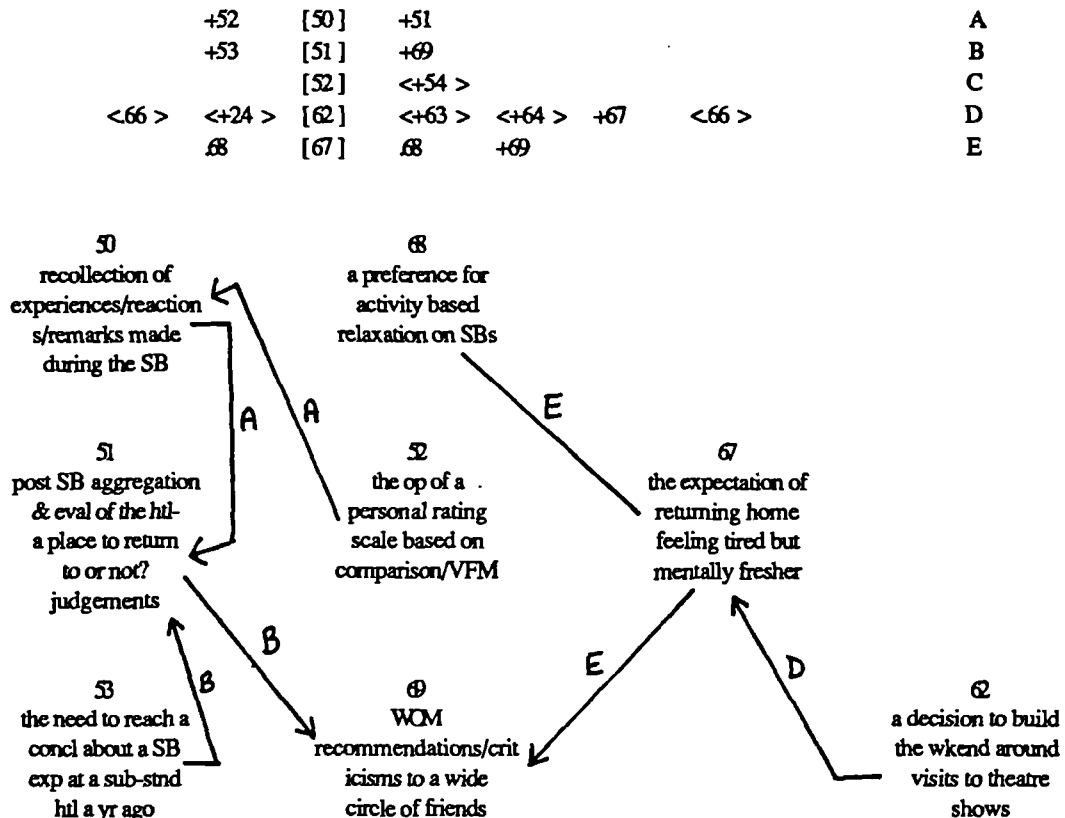 +52 [50] +51 A
+53 [51] +69 B
[52] <+54 > C
<.66 > <+24 > [62] <+63 > <+64 > +67 <.66 > D
.68 [67] .68 +69 E
50
recollection of
experiences/reaction
s/remarks made
during the SB
68
a preference for
activity based
relaxation on SBs
A
A
E
51
post SB aggregation
& eval of the htl-
a place to return
to or not?
judgements
52
the op of a
personal rating
scale based on
comparison/VFM
67
the expectation of
returning home
feeling tired but
mentally fresher
B
B
E
D
53
the need to reach a
concl about a SB
exp at a sub-stnd
htl a yr ago
69
WOM
recommendations/crit
icisms to a wide
circle of friends
62
a decision to build
the wkend around
visits to theatre
shows